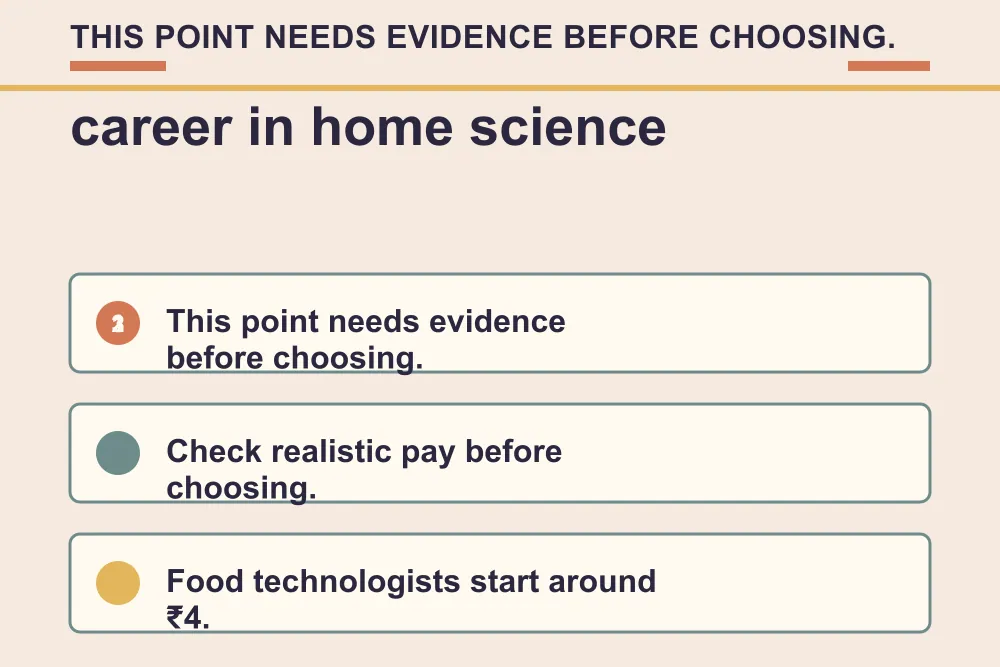 THIS POINT NEEDS EVIDENCE BEFORE CHOOSING.
career in home science
This point needs evidence
before choosing.
Check realistic pay before
choosing.
Food technologists start around
₹4.